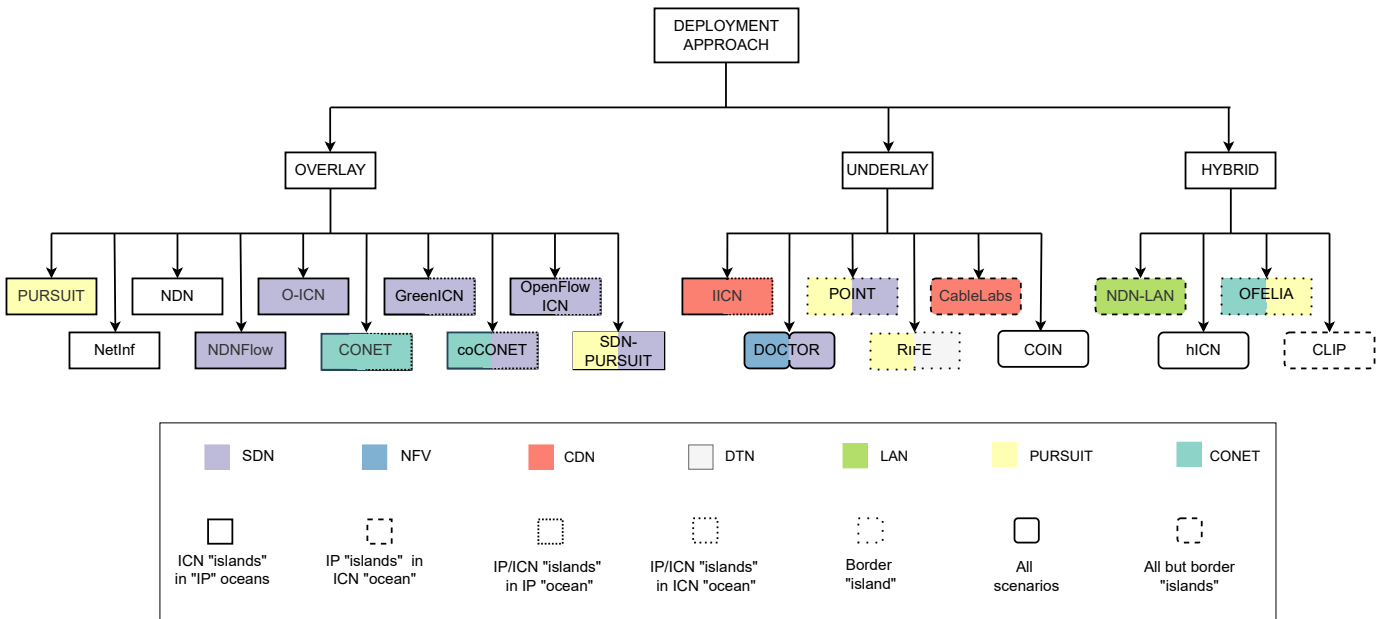 DEPLOYMENT
APPROACH
OVERLAY
UNDERLAY
HYBRID
PURSUIT
NDN
O-ICN
GreenICN
OpenFlow
ICN
IICN
POINT
CableLabs
NDN-LAN
OFELIA
NetInf
NDNFlow
CONET
coCONET
SDN-
PURSUIT
DOCTOR
RIFE
COIN
hICN
CLIP
SDN
NFV
CDN
DTN
LAN
PURSUIT
CONET
ICN "islands"
in "IP" oceans
IP "islands" in
ICN "ocean"
IP/ICN "islands"
in IP "ocean"
IP/ICN "islands"
in ICN "ocean"
Border
"island"
All
scenarios
All but border
"islands"